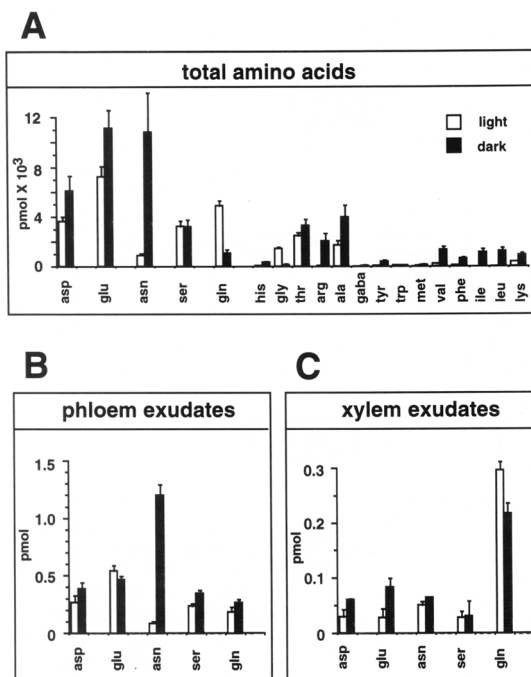 A
total amino acids
12
8
4
0
pmol X 10³
light
dark
asp
glu
asn
ser
gln
his
gly
thr
arg
ala
gaba
tyr
trp
met
val
phe
ile
leu
lys
B
phloem exudates
1.5
1.0
0.5
0
pmol
asp
glu
asn
ser
gln
C
xylem exudates
0.3
0.2
0.1
0
pmol
asp
glu
asn
ser
gln